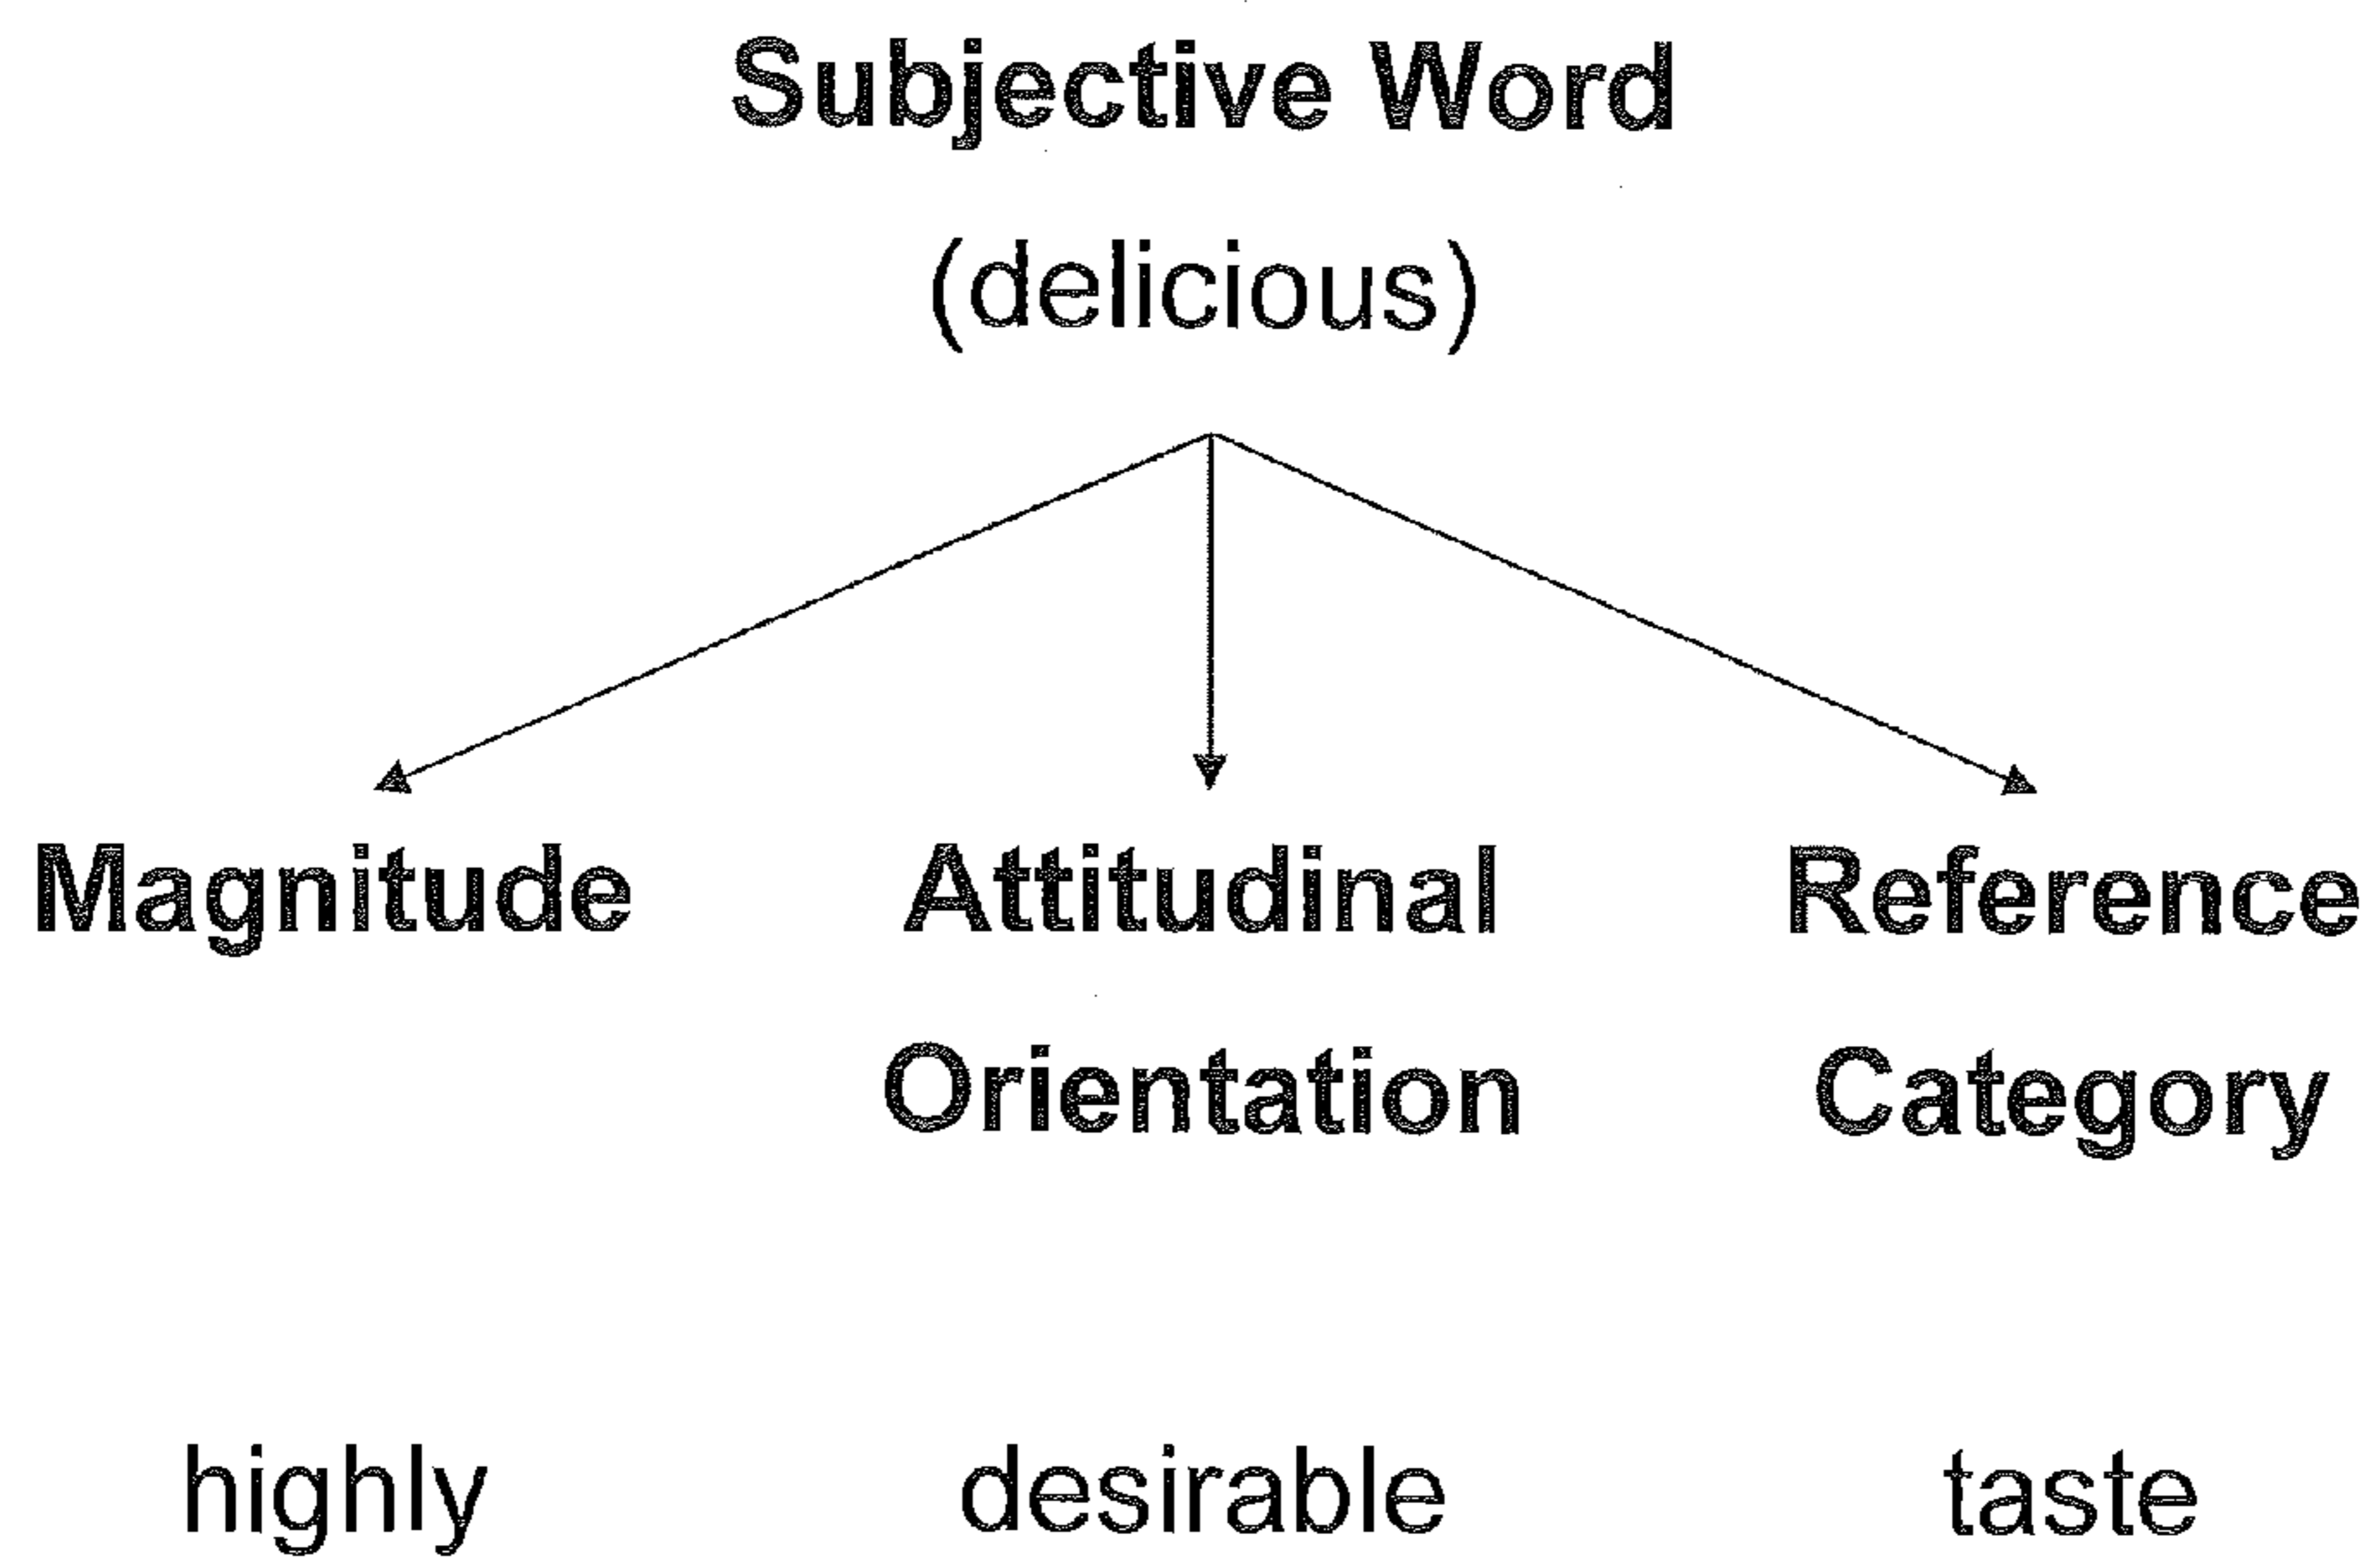 Subjective Word
(delicious)
Magnitude Attitudinal Reference
Orientation Category
highly desirable taste